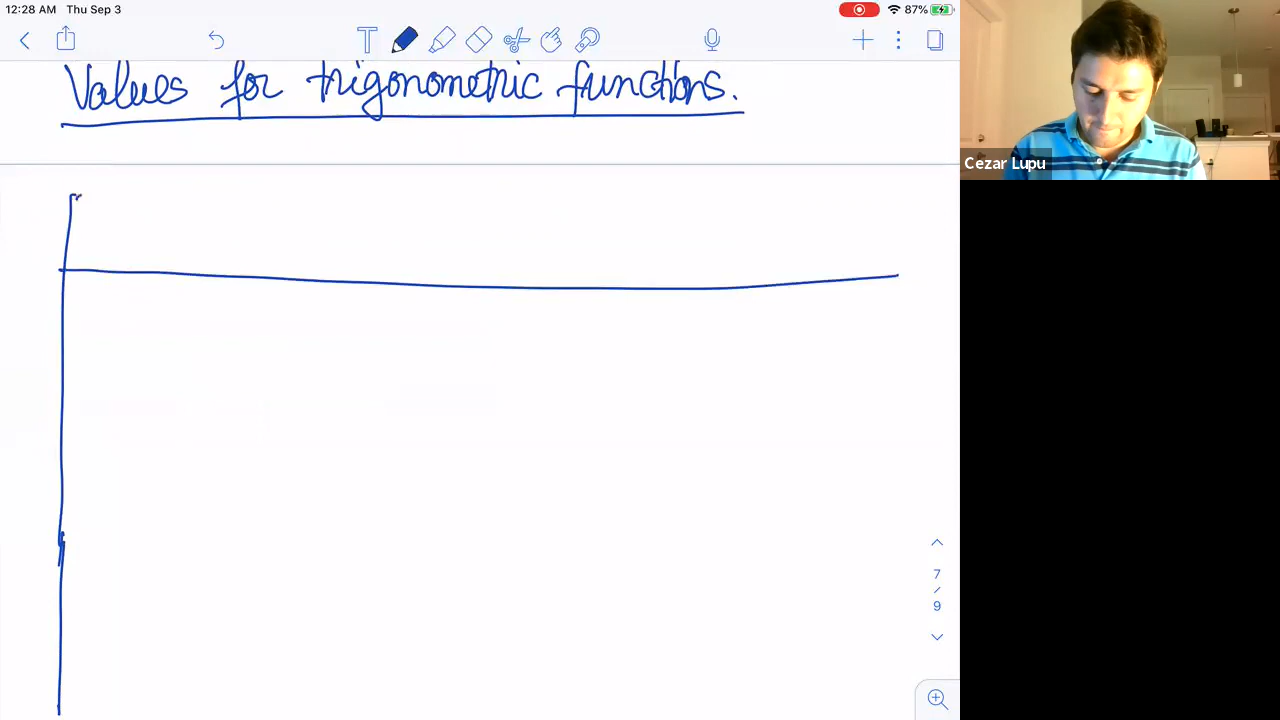 12:28 AM Thu Sep 3
87%
Values for trigonometric functions.
Cezar Lupu
7
/
9